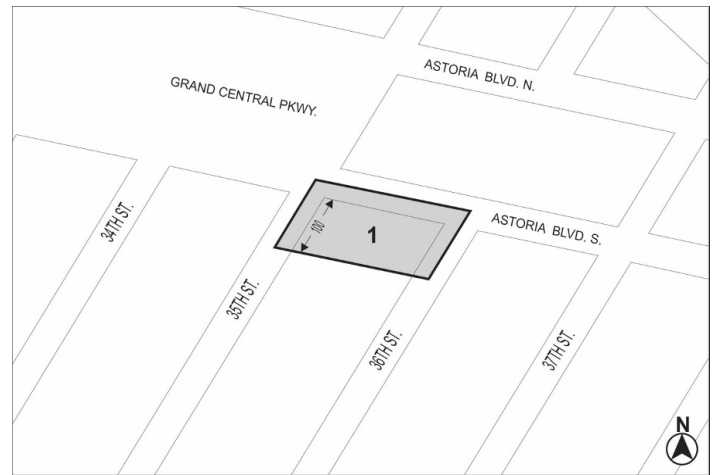 ASTORIA BLVD. N.
GRAND CENTRAL PKWY.
34TH ST.
100
1
ASTORIA BLVD. S.
35TH ST.
36TH ST.
37TH ST.
N